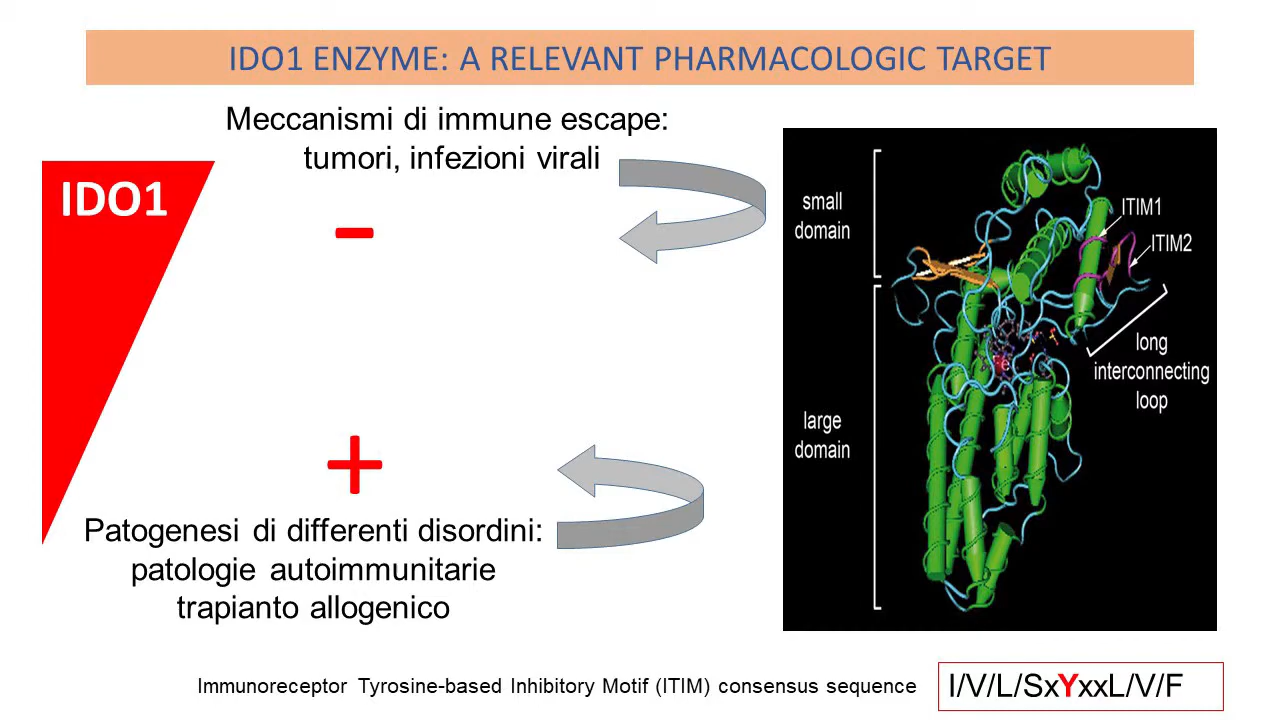 IDO1 ENZYME: A RELEVANT PHARMACOLOGIC TARGET
Meccanismi di immune escape:
tumori, infezioni virali
IDO1
-
+
Patogenesi di differenti disordini:
patologie autoimmunitarie
trapianto allogenico
small
domain
ITIM1
ITIM2
long
interconnecting
loop
large
domain
Immunoreceptor Tyrosine-based Inhibitory Motif (ITIM) consensus sequence
I/V/L/SxYxxL/V/F